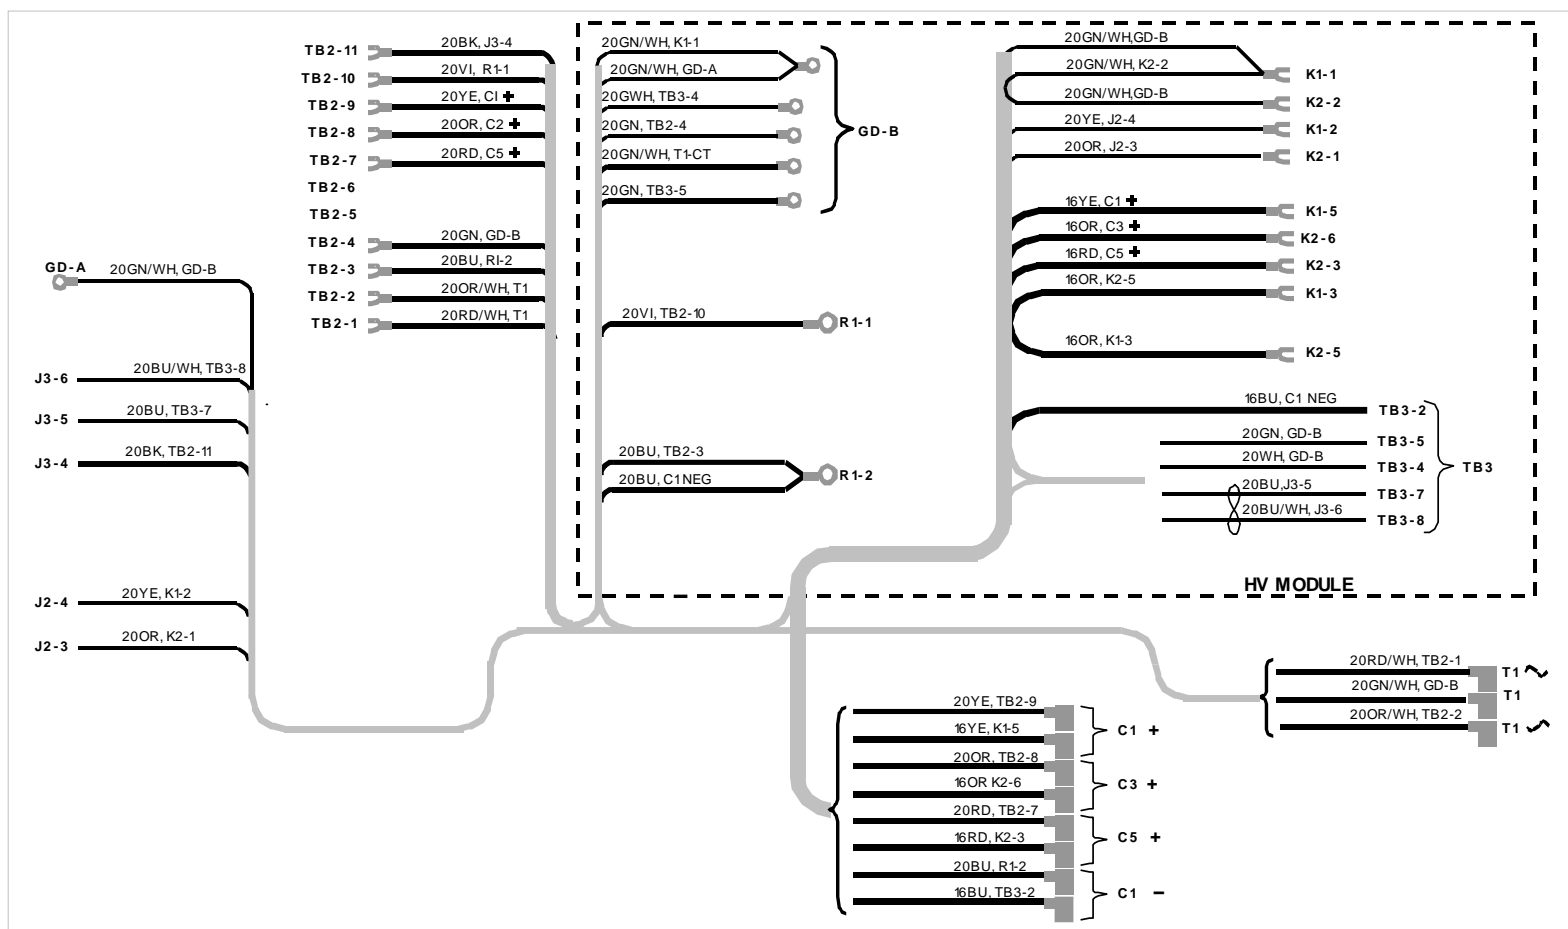 TB2-11 20BK, J3-4
TB2-10 20VI, R1-1
TB2-9 20YE, CI +
TB2-8 20OR, C2 +
TB2-7 20RD, C5 +
TB2-6
TB2-5
TB2-4 20GN, GD-B
TB2-3 20BU, RI-2
TB2-2 20OR/WH, T1
TB2-1 20RD/WH, T1
GD-A 20GN/WH, GD-B
J3-6 20BU/WH, TB3-8
J3-5 20BU, TB3-7
J3-4 20BK, TB2-11
J2-4 20YE, K1-2
J2-3 20OR, K2-1
20GN/WH, K1-1
20GN/WH, GD-A
20GWH, TB3-4
20GN, TB2-4
20GN/WH, T1-CT
20GN, TB3-5
GD-B
20VI, TB2-10 R1-1
20BU, TB2-3
20BU, C1NEG
R1-2
20GN/WH,GD-B
20GN/WH, K2-2 K1-1
20GN/WH,GD-B K2-2
20YE, J2-4 K1-2
20OR, J2-3 K2-1
16YE, C1 + K1-5
16OR, C3 + K2-6
16RD, C5 + K2-3
16OR, K2-5 K1-3
16OR, K1-3 K2-5
16BU, C1 NEG TB3-2
20GN, GD-B TB3-5
20WH, GD-B TB3-4
20BU,J3-5 TB3-7
20BU/WH, J3-6 TB3-8
TB3
HV MODULE
20RD/WH, TB2-1 T1
20GN/WH, GD-B T1
20OR/WH, TB2-2 T1
20YE, TB2-9
16YE, K1-5
C1 +
20OR, TB2-8
16OR K2-6
C3 +
20RD, TB2-7
16RD, K2-3
C5 +
20BU, R1-2
16BU, TB3-2
C1 −